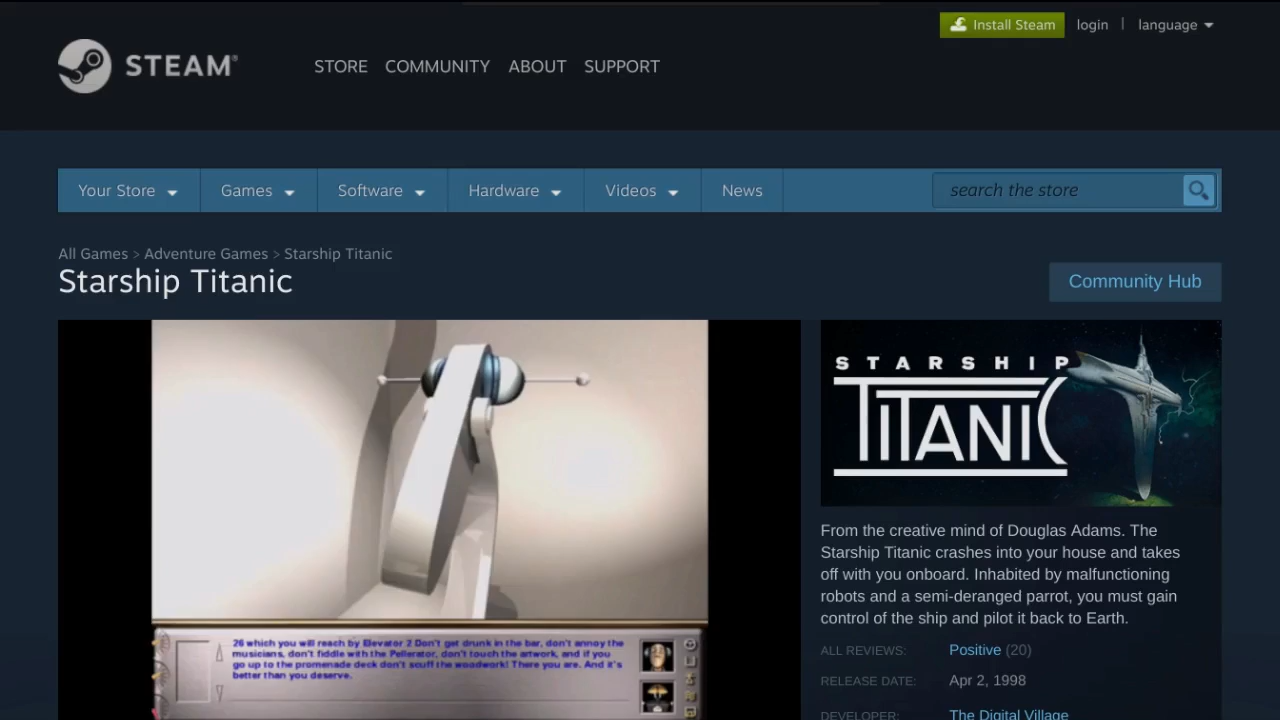 Install Steam login | language
STEAM®
STORE COMMUNITY ABOUT SUPPORT
Your Store Games Software Hardware Videos News search the store
All Games > Adventure Games > Starship Titanic
Starship Titanic
Community Hub
STARSHIP
TITANIC
From the creative mind of Douglas Adams. The
Starship Titanic crashes into your house and takes
off with you onboard. Inhabited by malfunctioning
robots and a semi-deranged parrot, you must gain
control of the ship and pilot it back to Earth.
26 which you will reach by Elevator 2 Don't get drunk in the bar, don't annoy the
musicians, don't fiddle with the Pellerator, don't touch the artwork, and if you
go up to the promenade deck don't scuff the woodwork! There you are. And it's
better than you deserve.
ALL REVIEWS: Positive (20)
RELEASE DATE: Apr 2, 1998
DEVELOPER: The Digital Village